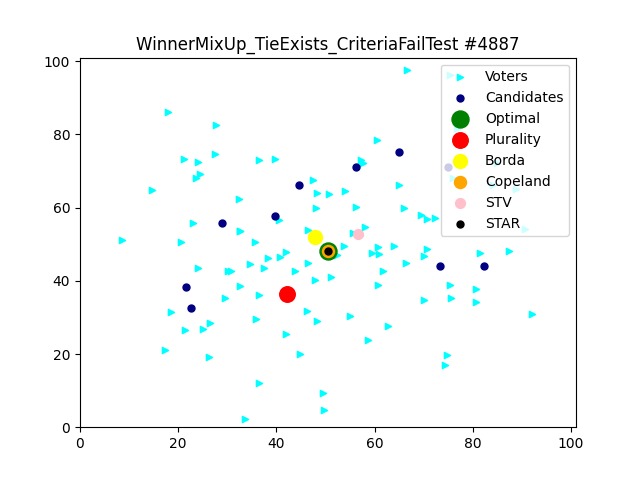 WinnerMixUp_TieExists_CriteriaFailTest #4887
100
80
60
40
20
0
0 20 40 60 80 100
Voters
Candidates
Optimal
Plurality
Borda
Copeland
STV
STAR